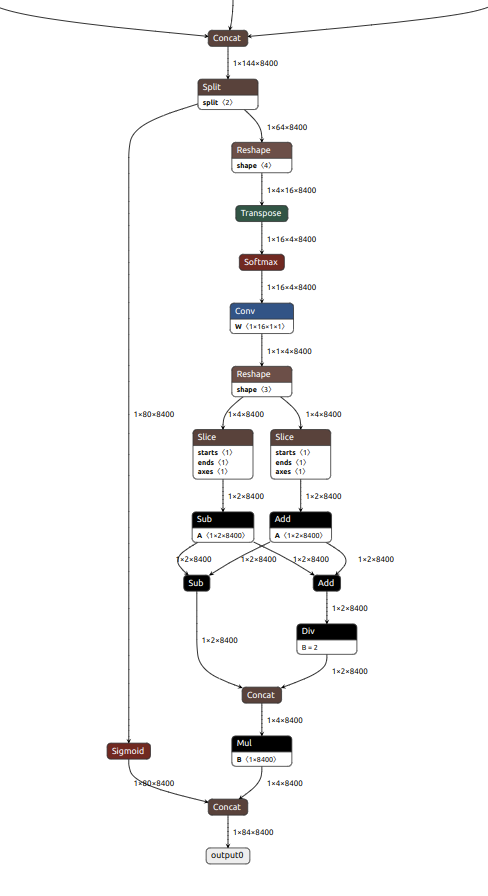 Concat
1×144×8400
Split
split ⟨2⟩
1×64×8400
Reshape
shape ⟨4⟩
1×4×16×8400
Transpose
1×16×4×8400
Softmax
1×16×4×8400
Conv
W ⟨1×16×1×1⟩
1×1×4×8400
Reshape
shape ⟨3⟩
1×80×8400 1×4×8400 1×4×8400
Slice Slice
starts ⟨1⟩ starts ⟨1⟩
ends ⟨1⟩ ends ⟨1⟩
axes ⟨1⟩ axes ⟨1⟩
1×2×8400 1×2×8400
Sub Add
A ⟨1×2×8400⟩ A ⟨1×2×8400⟩
1×2×8400 1×2×8400 1×2×8400 1×2×8400
Sub Add
1×2×8400
Div
1×2×8400
B = 2
1×2×8400
Concat
1×4×8400
Mul
Sigmoid
B ⟨1×8400⟩
1×80×8400 1×4×8400
Concat
1×84×8400
output0